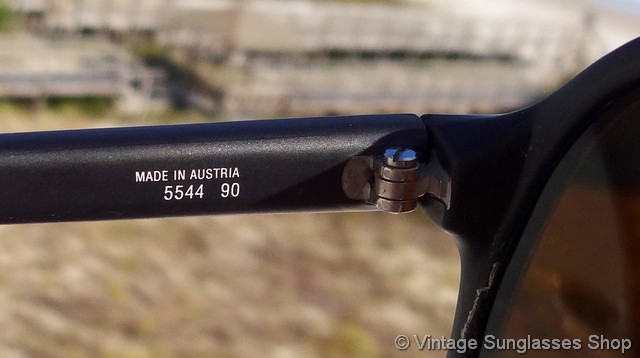 MADE IN AUSTRIA
5544 90
© Vintage Sunglasses Shop